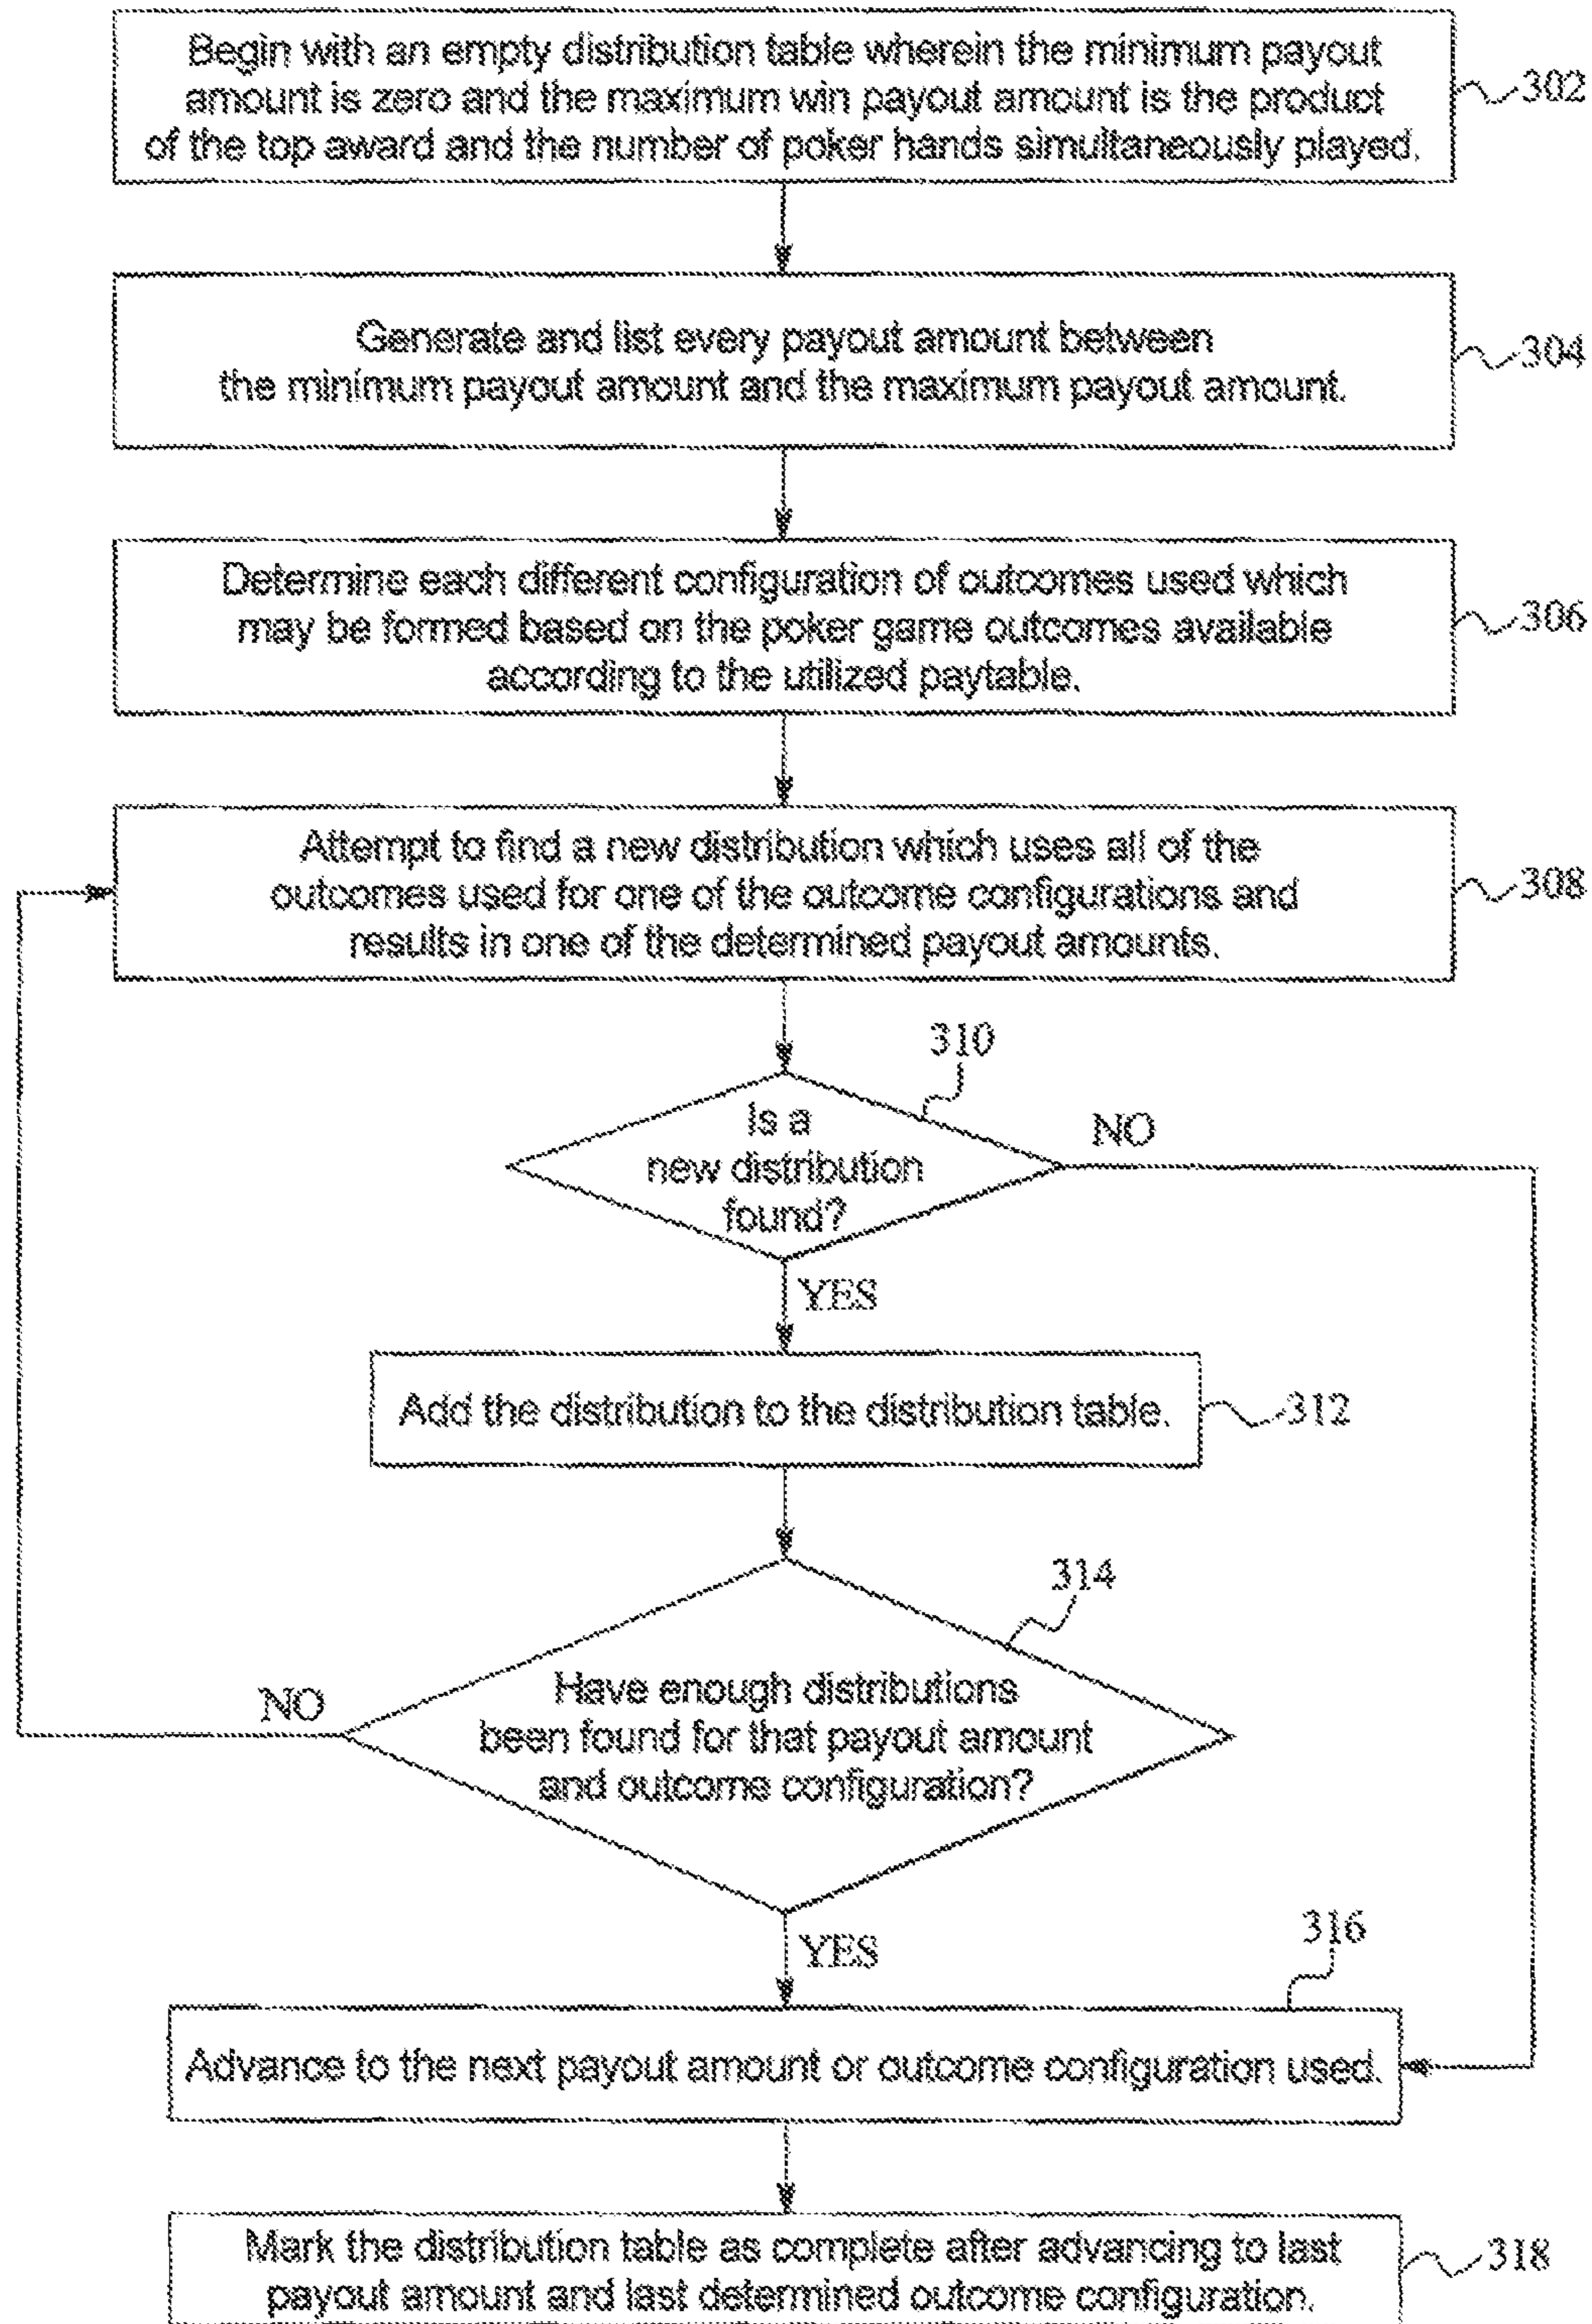 Begin with an empty distribution table wherein the minimum payout
amount is zero and the maximum win payout amount is the product
of the top award and the number of poker hands simultaneously played.
302
Generate and list every payout amount between
the minimum payout amount and the maximum payout amount.
304
Determine each different configuration of outcomes used which
may be formed based on the poker game outcomes available
according to the utilized paytable.
306
Attempt to find a new distribution which uses all of the
outcomes used for one of the outcome configurations and
results in one of the determined payout amounts.
308
310
Is a
new distribution
found?
NO
YES
Add the distribution to the distribution table.
312
314
Have enough distributions
been found for that payout amount
and outcome configuration?
NO
YES
316
Advance to the next payout amount or outcome configuration used.
Mark the distribution table as complete after advancing to last
payout amount and last determined outcome configuration.
318